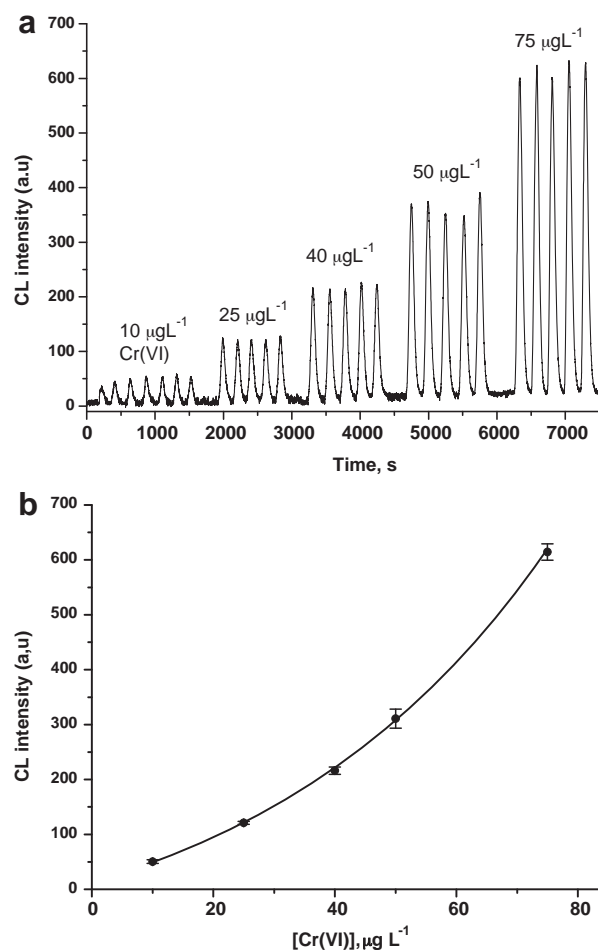 a
700
600
500
400
300
200
100
0
CL intensity (a.u)
10 µgL-1
Cr(VI)
25 µgL-1
40 µgL-1
50 µgL-1
75 µgL-1
0 1000 2000 3000 4000 5000 6000 7000
Time, s
b
700
600
500
400
300
200
100
0
CL intensity (a,u)
0 20 40 60 80
[Cr(VI)],µg L-1